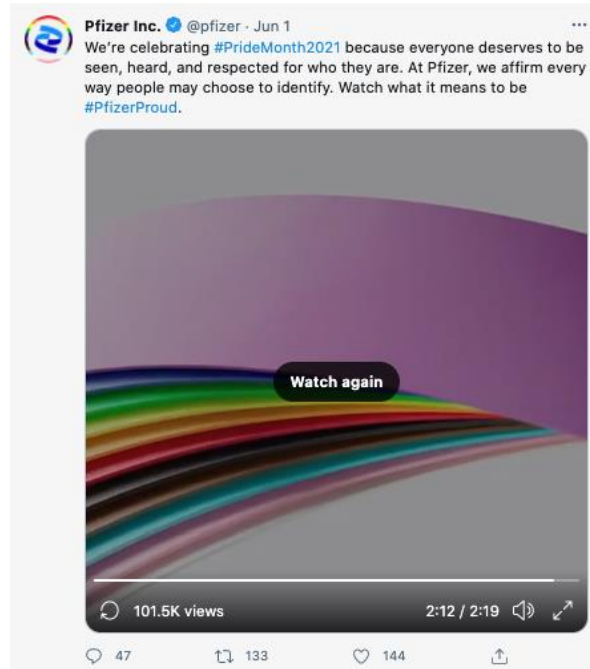 Pfizer Inc. @pfizer · Jun 1
We're celebrating #PrideMonth2021 because everyone deserves to be
seen, heard, and respected for who they are. At Pfizer, we affirm every
way people may choose to identify. Watch what it means to be
#PfizerProud.
Watch again
101.5K views 2:12 / 2:19
47 133 144